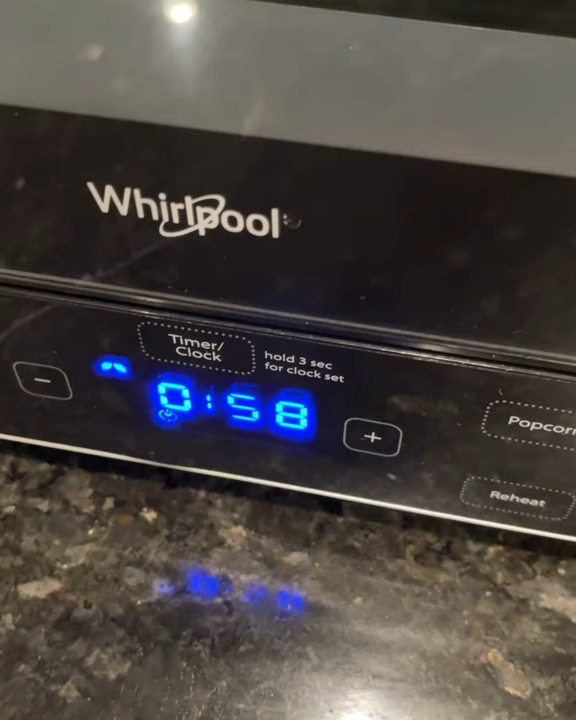 Whirlpool
Timer/
Clock
hold 3 sec
for clock set
−
0:58
+
Popcorn
Reheat